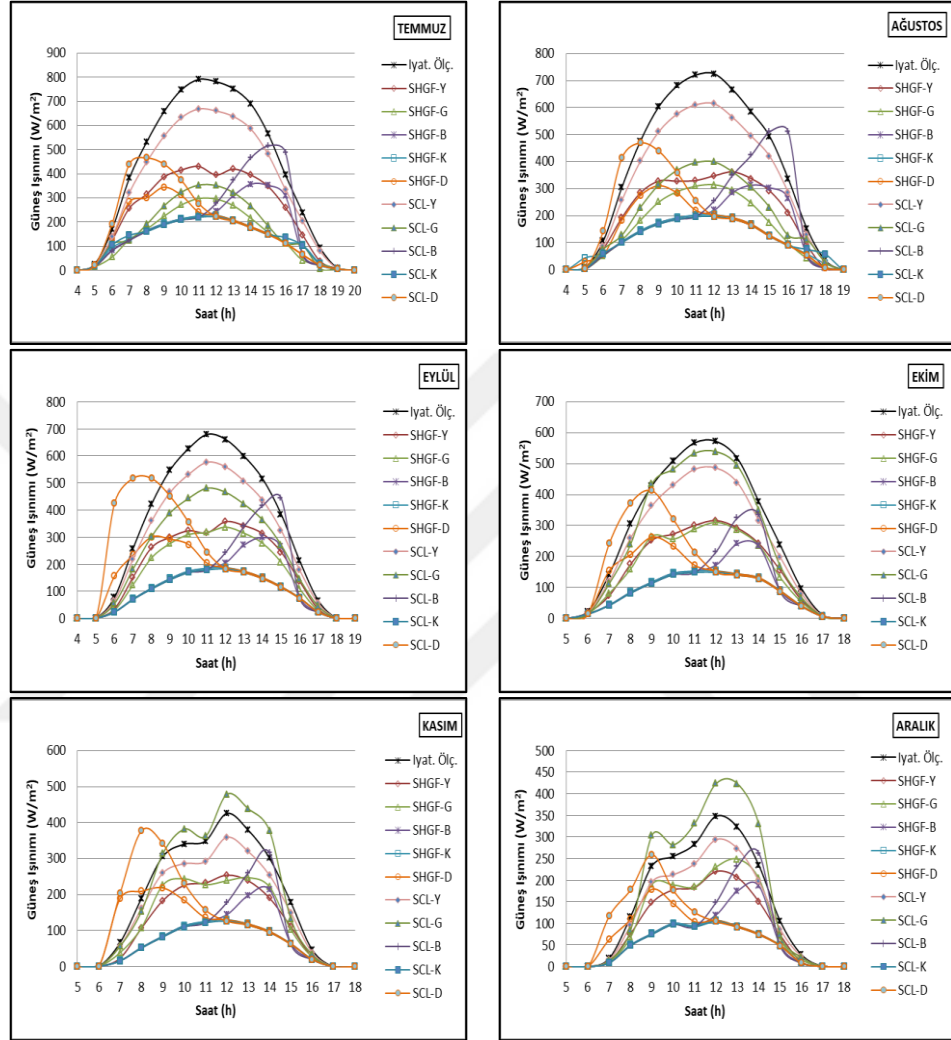 TEMMUZ
Güneş Işınımı (W/m²)
900
800
700
600
500
400
300
200
100
0
4 5 6 7 8 9 10 11 12 13 14 15 16 17 18 19 20
Saat (h)
Iyat. Ölç.
SHGF-Y
SHGF-G
SHGF-B
SHGF-K
SHGF-D
SCL-Y
SCL-G
SCL-B
SCL-K
SCL-D
AĞUSTOS
Güneş Işınımı (W/m²)
800
700
600
500
400
300
200
100
0
4 5 6 7 8 9 10 11 12 13 14 15 16 17 18 19
Saat (h)
Iyat. Ölç.
SHGF-Y
SHGF-G
SHGF-B
SHGF-K
SHGF-D
SCL-Y
SCL-G
SCL-B
SCL-K
SCL-D
EYLÜL
Güneş Işınımı (W/m²)
800
700
600
500
400
300
200
100
0
4 5 6 7 8 9 10 11 12 13 14 15 16 17 18 19
Saat (h)
Iyat. Ölç.
SHGF-Y
SHGF-G
SHGF-B
SHGF-K
SHGF-D
SCL-Y
SCL-G
SCL-B
SCL-K
SCL-D
EKİM
Güneş Işınımı (W/m²)
700
600
500
400
300
200
100
0
5 6 7 8 9 10 11 12 13 14 15 16 17 18
Saat (h)
Iyat. Ölç.
SHGF-Y
SHGF-G
SHGF-B
SHGF-K
SHGF-D
SCL-Y
SCL-G
SCL-B
SCL-K
SCL-D
KASIM
Güneş Işınımı (W/m²)
600
500
400
300
200
100
0
5 6 7 8 9 10 11 12 13 14 15 16 17 18
Saat (h)
Iyat. Ölç.
SHGF-Y
SHGF-G
SHGF-B
SHGF-K
SHGF-D
SCL-Y
SCL-G
SCL-B
SCL-K
SCL-D
ARALIK
Güneş Işınımı (W/m²)
500
450
400
350
300
250
200
150
100
50
0
5 6 7 8 9 10 11 12 13 14 15 16 17 18
Saat (h)
Iyat. Ölç.
SHGF-Y
SHGF-G
SHGF-B
SHGF-K
SHGF-D
SCL-Y
SCL-G
SCL-B
SCL-K
SCL-D